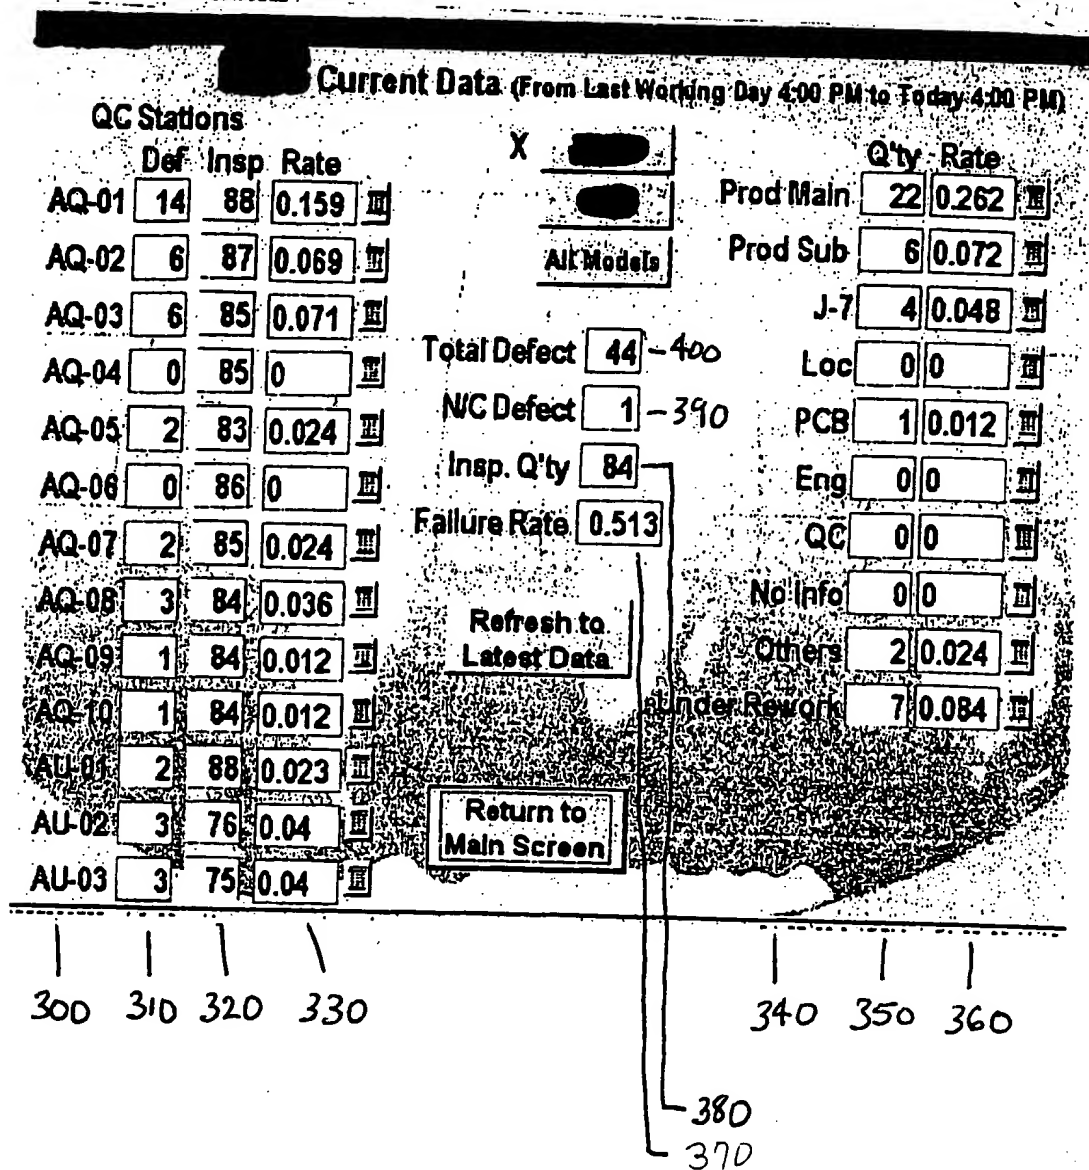 Current Data (From Last Working Day 4:00 PM to Today 4:00 PM)
QC Stations
Def Insp Rate
AQ-01 14 88 0.159
AQ-02 6 87 0.069
AQ-03 6 85 0.071
AQ-04 0 85 0
AQ-05 2 83 0.024
AQ-06 0 86 0
AQ-07 2 85 0.024
AQ-08 3 84 0.036
AQ-09 1 84 0.012
AQ-10 1 84 0.012
AU-01 2 88 0.023
AU-02 3 76 0.04
AU-03 3 75 0.04
300 310 320 330
X
All Models
Total Defect 44 - 400
N/C Defect 1 - 390
Insp. Q'ty 84
Failure Rate 0.513
Refresh to
Latest Data
Return to
Main Screen
Q'ty Rate
Prod Main 22 0.262
Prod Sub 6 0.072
J-7 4 0.048
Loc 0 0
PCB 1 0.012
Eng 0 0
QC 0 0
No Info 0 0
Others 2 0.024
Under Rework 7 0.084
340 350 360
380
370